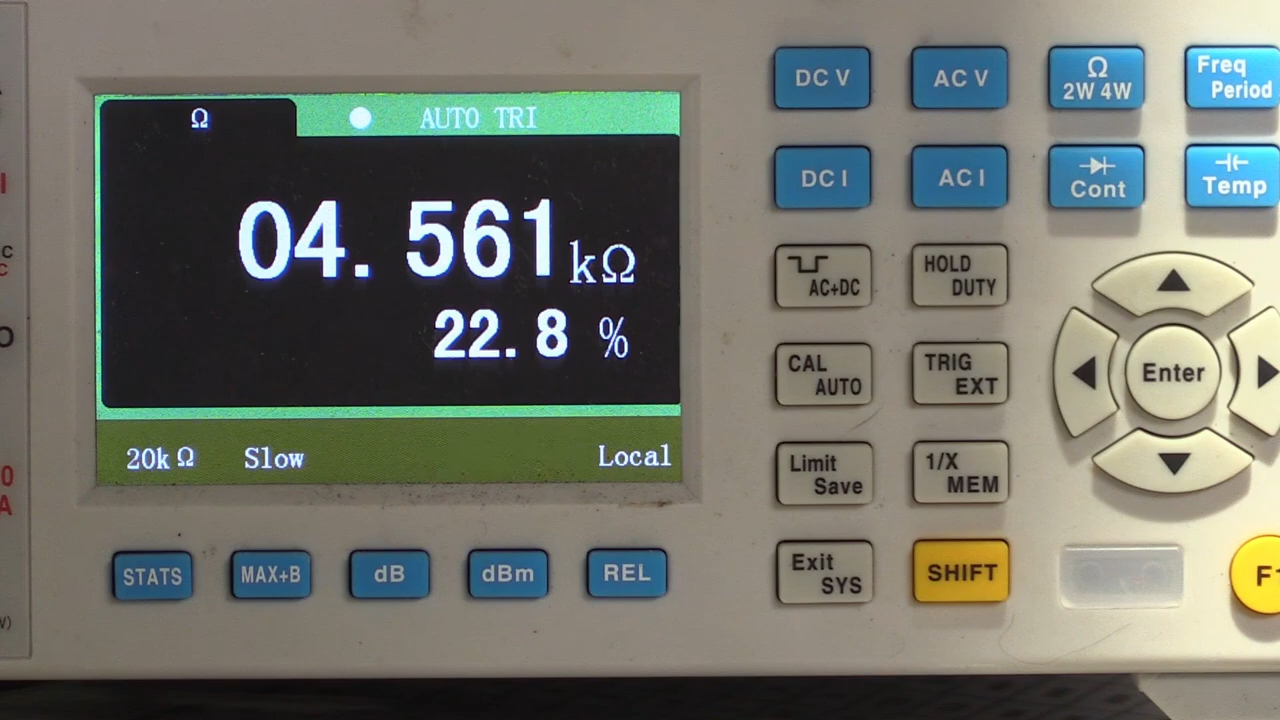 Ω AUTO TRI
04.561 kΩ
22.8 %
20kΩ Slow Local
STATS MAX+B dB dBm REL
DC V AC V Ω 2W 4W Freq Period
DC I AC I Cont Temp
AC+DC HOLD DUTY
CAL AUTO TRIG EXT Enter
Limit Save 1/X MEM
Exit SYS SHIFT
I
C
C
O
0
A
V)